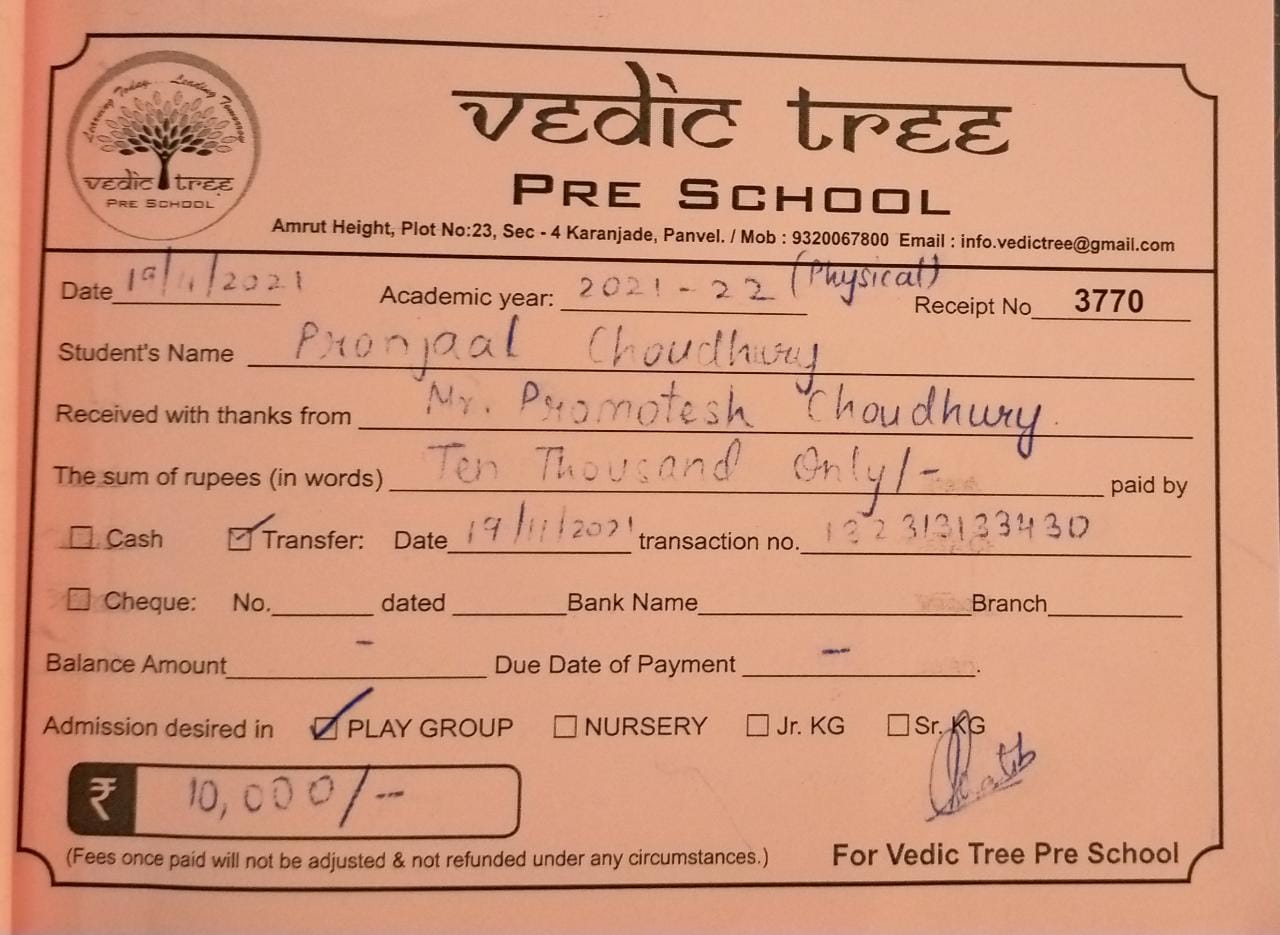 Learning Today... Leading Tomorrow
vedic tree
PRE SCHOOL
vedic tree
PRE SCHOOL
Amrut Height, Plot No:23, Sec - 4 Karanjade, Panvel. / Mob : 9320067800 Email : info.vedictree@gmail.com
Date 19/11/2021 Academic year: 2021-22 (Physical) Receipt No 3770
Student's Name Pronjaal Choudhury
Received with thanks from Mr. Promotesh Choudhury.
The sum of rupees (in words) Ten Thousand Only/- paid by
Cash Transfer: Date 19/11/2021 transaction no.
Cheque: No. dated Bank Name Branch
Balance Amount - Due Date of Payment - .
Admission desired in PLAY GROUP NURSERY Jr. KG Sr. KG
₹ 10,000/--
(Fees once paid will not be adjusted & not refunded under any circumstances.) For Vedic Tree Pre School